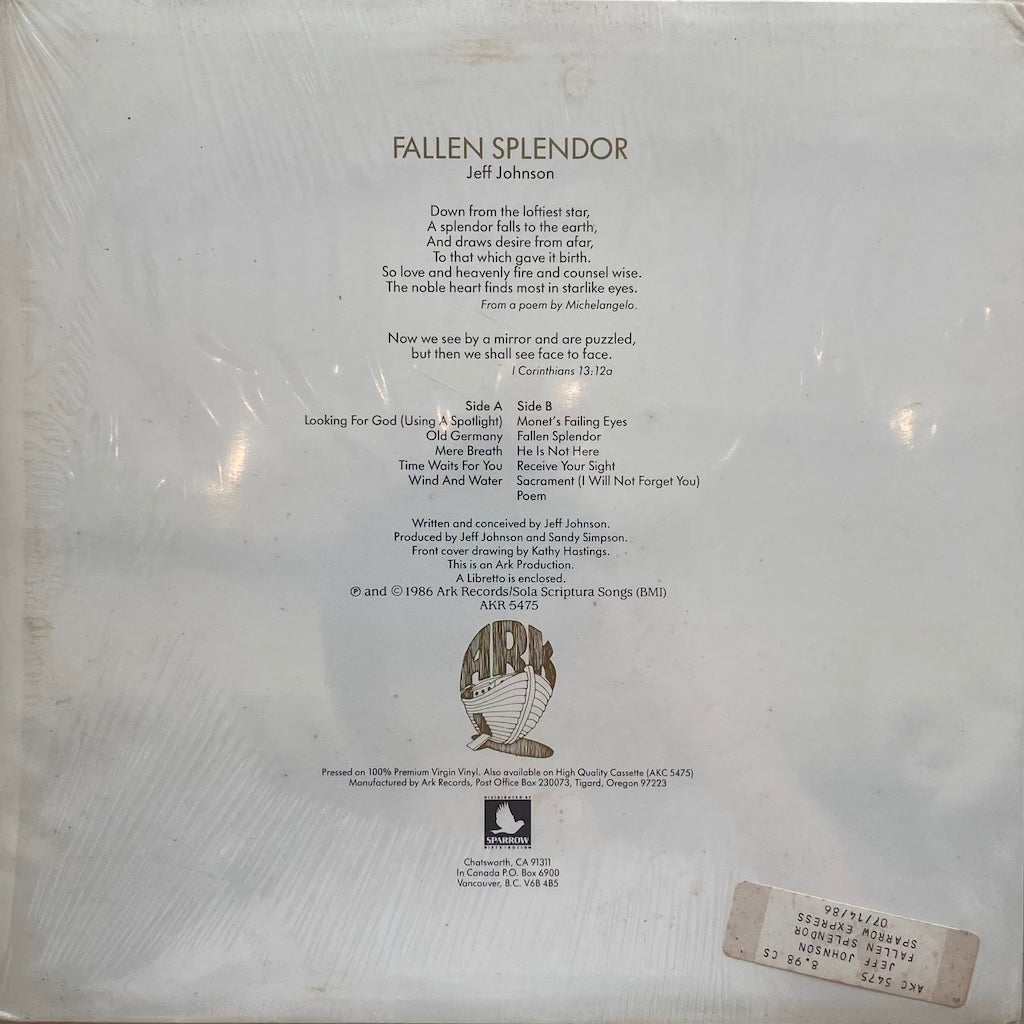 FALLEN SPLENDOR
Jeff Johnson
Down from the loftiest star,
A splendor falls to the earth,
And draws desire from afar,
To that which gave it birth.
So love and heavenly fire and counsel wise.
The noble heart finds most in starlike eyes.
From a poem by Michelangelo.
Now we see by a mirror and are puzzled,
but then we shall see face to face.
I Corinthians 13:12a
Side A
Looking For God (Using A Spotlight)
Old Germany
Mere Breath
Time Waits For You
Wind And Water
Side B
Monet's Failing Eyes
Fallen Splendor
He Is Not Here
Receive Your Sight
Sacrament (I Will Not Forget You)
Poem
Written and conceived by Jeff Johnson.
Produced by Jeff Johnson and Sandy Simpson.
Front cover drawing by Kathy Hastings.
This is an Ark Production.
A Libretto is enclosed.
℗ and © 1986 Ark Records/Sola Scriptura Songs (BMI)
AKR 5475
ARK
Pressed on 100% Premium Virgin Vinyl. Also available on High Quality Cassette (AKC 5475)
Manufactured by Ark Records, Post Office Box 230073, Tigard, Oregon 97223
DISTRIBUTED BY
SPARROW
DISTRIBUTION
Chatsworth, CA 91311
In Canada P.O. Box 6900
Vancouver, B.C. V6B 4B5
AKC 5475 8.98 CS
JEFF JOHNSON
FALLEN SPLENDOR
SPARROW EXPRESS
07/14/86